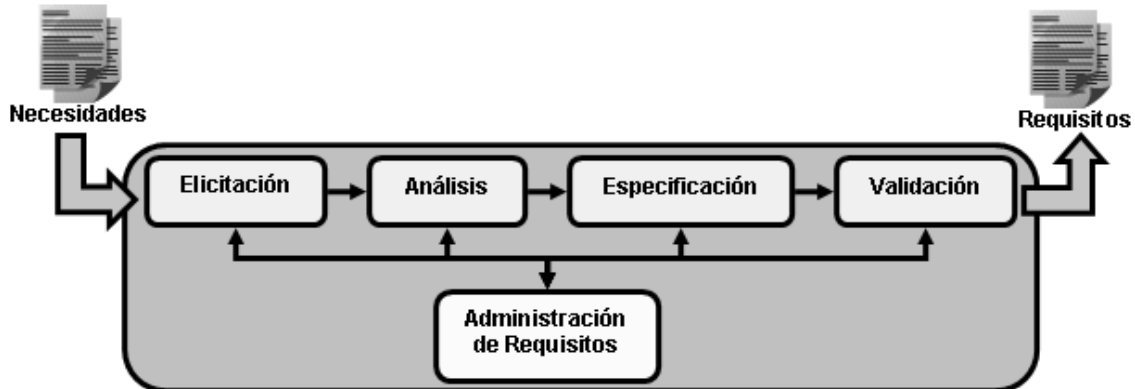 Necesidades
Requisitos
Elicitación
Análisis
Especificación
Validación
Administración
de Requisitos